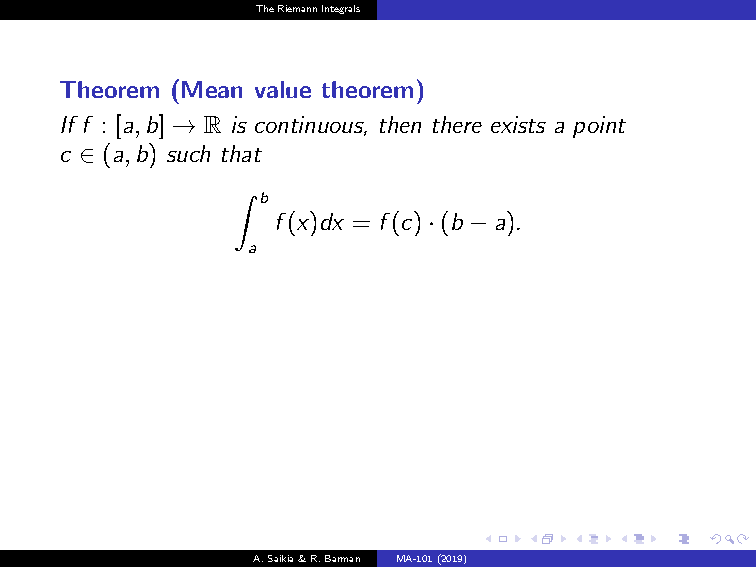 The Riemann Integrals
Theorem (Mean value theorem)
If f : [a, b] → ℝ is continuous, then there exists a point
c ∈ (a, b) such that
∫_a^b f(x)dx = f(c) · (b − a).
A. Saikia & R. Barman MA-101 (2019)